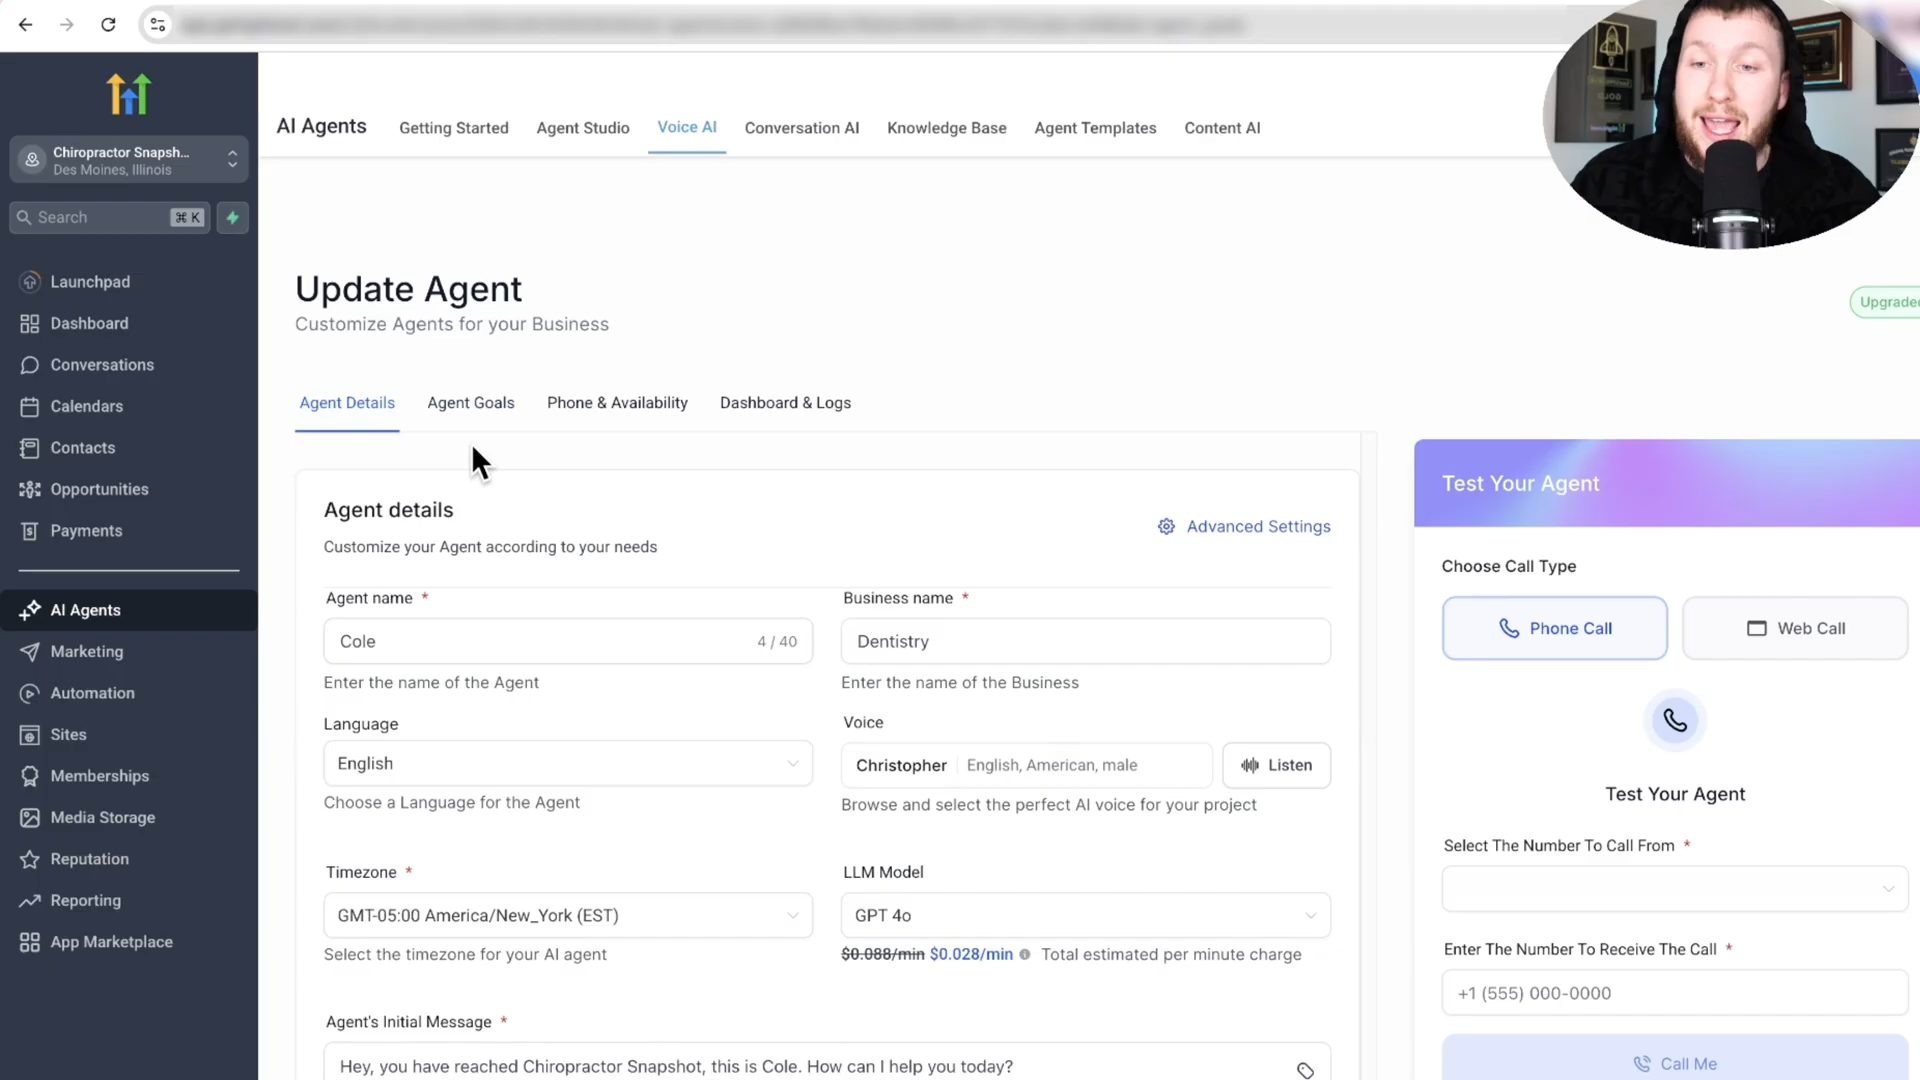 AI Agents
Getting Started
Agent Studio
Voice AI
Conversation AI
Knowledge Base
Agent Templates
Content AI
Chiropractor Snapsh...
Des Moines, Illinois
Search
⌘ K
Launchpad
Dashboard
Conversations
Calendars
Contacts
Opportunities
Payments
AI Agents
Marketing
Automation
Sites
Memberships
Media Storage
Reputation
Reporting
App Marketplace
Update Agent
Customize Agents for your Business
Upgraded
Agent Details
Agent Goals
Phone & Availability
Dashboard & Logs
Agent details
Customize your Agent according to your needs
Advanced Settings
Agent name *
Cole
4 / 40
Enter the name of the Agent
Business name *
Dentistry
Enter the name of the Business
Language
English
Choose a Language for the Agent
Voice
Christopher
English, American, male
Listen
Browse and select the perfect AI voice for your project
Timezone *
GMT-05:00 America/New_York (EST)
Select the timezone for your AI agent
LLM Model
GPT 4o
$0.088/min $0.028/min Total estimated per minute charge
Agent's Initial Message *
Hey, you have reached Chiropractor Snapshot, this is Cole. How can I help you today?
Test Your Agent
Choose Call Type
Phone Call
Web Call
Test Your Agent
Select The Number To Call From *
Enter The Number To Receive The Call *
+1 (555) 000-0000
Call Me